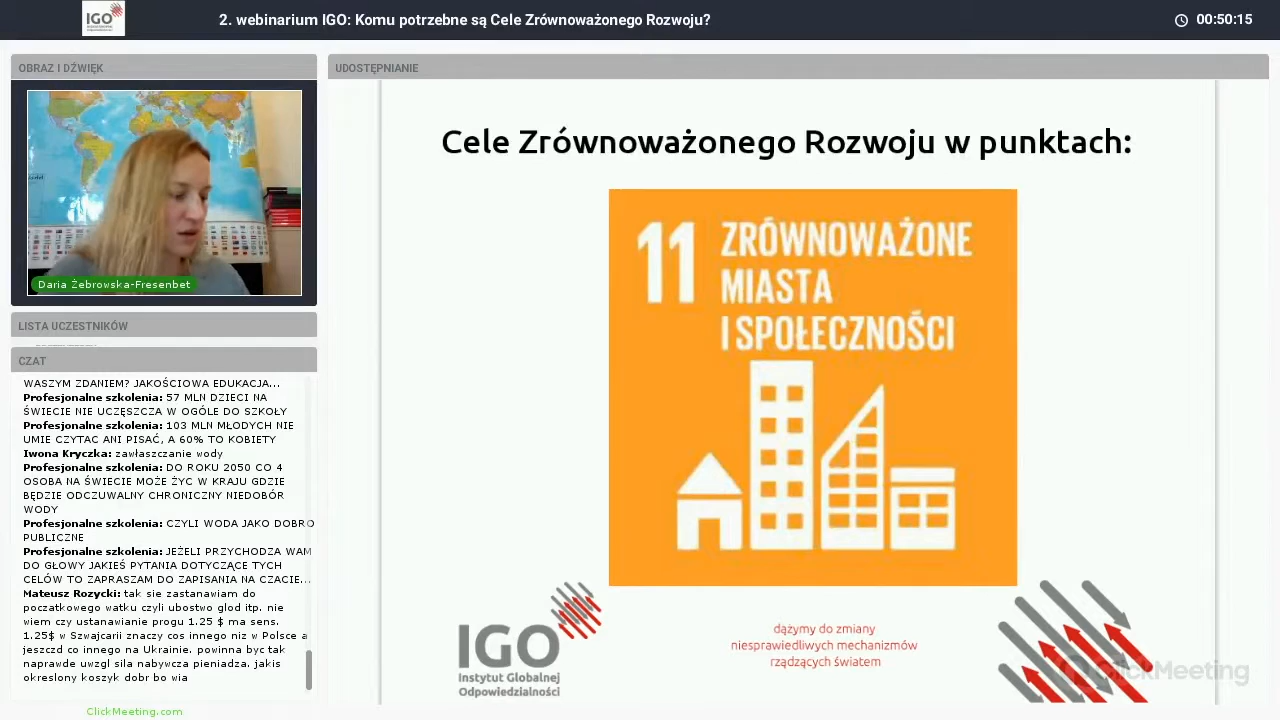 IGO
2. webinarium IGO: Komu potrzebne są Cele Zrównoważonego Rozwoju?
00:50:15
OBRAZ I DŹWIĘK
Daria Żebrowska-Fresenbet
LISTA UCZESTNIKÓW
CZAT
WASZYM ZDANIEM? JAKOŚCIOWA EDUKACJA...
Profesjonalne szkolenia: 57 MLN DZIECI NA
ŚWIECIE NIE UCZĘSZCZA W OGÓLE DO SZKOŁY
Profesjonalne szkolenia: 103 MLN MŁODYCH NIE
UMIE CZYTAC ANI PISAĆ, A 60% TO KOBIETY
Iwona Kryczka: zawłaszczanie wody
Profesjonalne szkolenia: DO ROKU 2050 CO 4
OSOBA NA ŚWIECIE MOŻE ŻYC W KRAJU GDZIE
BĘDZIE ODCZUWALNY CHRONICZNY NIEDOBÓR
WODY
Profesjonalne szkolenia: CZYLI WODA JAKO DOBRO
PUBLICZNE
Profesjonalne szkolenia: JEŻELI PRZYCHODZA WAM
DO GŁOWY JAKIEŚ PYTANIA DOTYCZĄCE TYCH
CELÓW TO ZAPRASZAM DO ZAPISANIA NA CZACIE...
Mateusz Rozycki: tak sie zastanawiam do
poczatkowego watku czyli ubostwo glod itp. nie
wiem czy ustanawianie progu 1.25 $ ma sens.
1.25$ w Szwajcarii znaczy cos innego niz w Polsce a
jeszczd co innego na Ukrainie. powinna byc tak
naprawde uwzgl sila nabywcza pieniadza. jakis
okreslony koszyk dobr bo wia
ClickMeeting.com
UDOSTĘPNIANIE
Cele Zrównoważonego Rozwoju w punktach:
11 ZRÓWNOWAŻONE
MIASTA
I SPOŁECZNOŚCI
IGO
Instytut Globalnej
Odpowiedzialności
dążymy do zmiany
niesprawiedliwych mechanizmów
rządzących światem
ClickMeeting